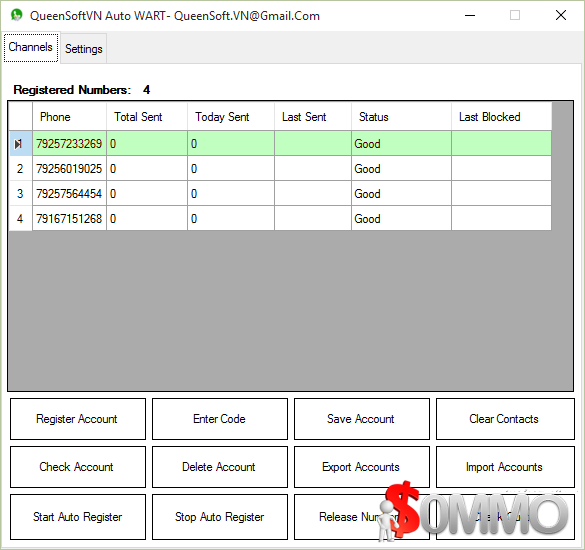 QueenSoftVN Auto WART- QueenSoft.VN@Gmail.Com
Channels Settings
Registered Numbers: 4
Phone Total Sent Today Sent Last Sent Status Last Blocked
1 79257233269 0 0 Good
2 79256019025 0 0 Good
3 79257564454 0 0 Good
4 79167151268 0 0 Good
Register Account Enter Code Save Account Clear Contacts
Check Account Delete Account Export Accounts Import Accounts
Start Auto Register Stop Auto Register Release
$OMMO